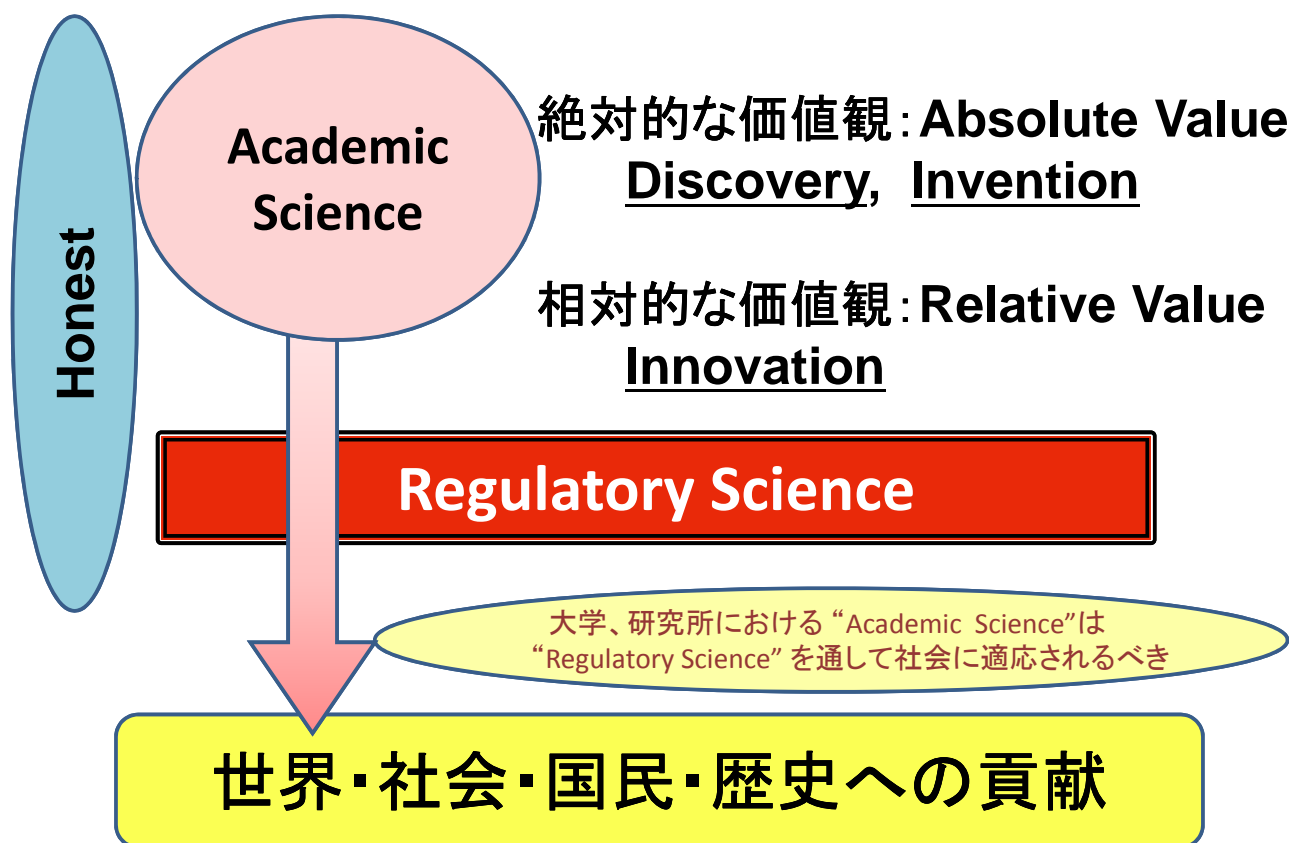 Honest
Academic
Science
絶対的な価値観：Absolute Value
Discovery, Invention
相対的な価値観：Relative Value
Innovation
Regulatory Science
大学、研究所における “Academic Science”は
“Regulatory Science” を通して社会に適応されるべき
世界・社会・国民・歴史への貢献